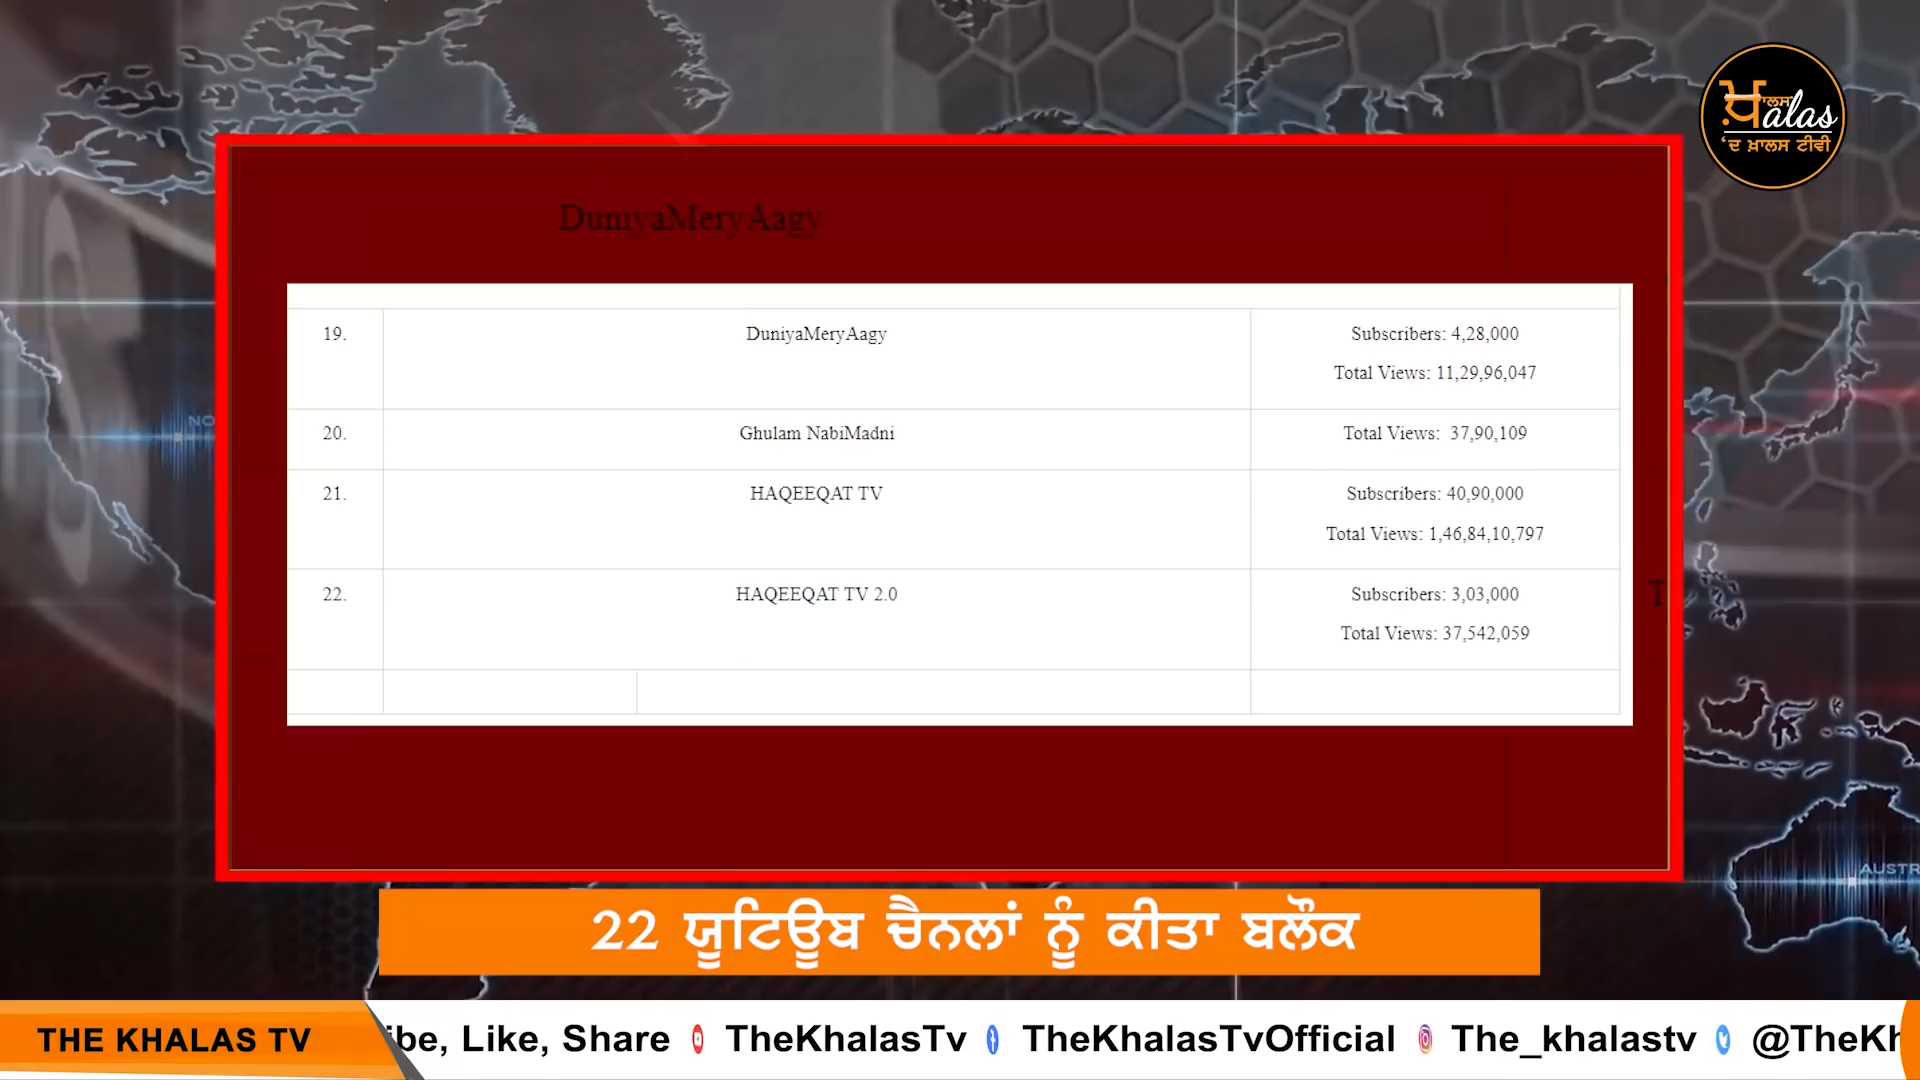 ਖ਼ਾਲਸ alas
'ਦ ਖ਼ਾਲਸ ਟੀਵੀ
DuniyaMeryAagy
19. DuniyaMeryAagy Subscribers: 4,28,000
Total Views: 11,29,96,047
20. Ghulam NabiMadni Total Views: 37,90,109
21. HAQEEQAT TV Subscribers: 40,90,000
Total Views: 1,46,84,10,797
22. HAQEEQAT TV 2.0 Subscribers: 3,03,000
T
Total Views: 37,542,059
NO
AUSTR
22 ਯੂਟਿਊਬ ਚੈਨਲਾਂ ਨੂੰ ਕੀਤਾ ਬਲੌਕ
THE KHALAS TV ibe, Like, Share TheKhalasTv TheKhalasTvOfficial The_khalastv @TheKh